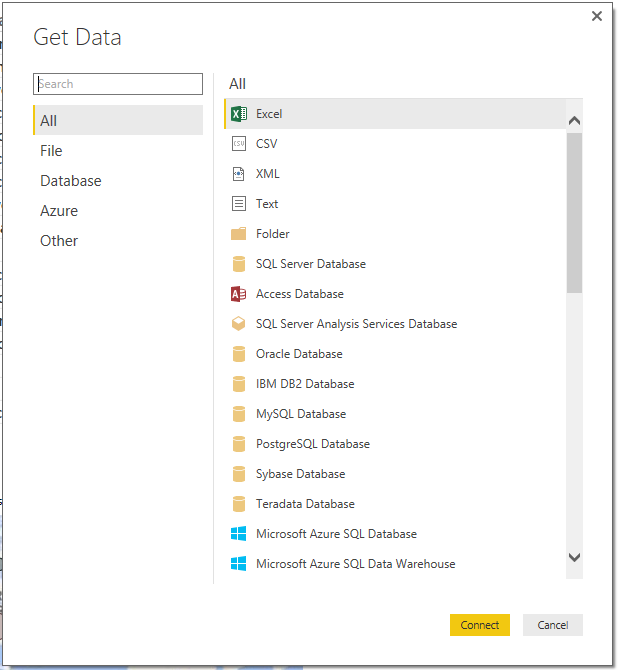 Get Data
Search
All
File
Database
Azure
Other
All
Excel
CSV
XML
Text
Folder
SQL Server Database
Access Database
SQL Server Analysis Services Database
Oracle Database
IBM DB2 Database
MySQL Database
PostgreSQL Database
Sybase Database
Teradata Database
Microsoft Azure SQL Database
Microsoft Azure SQL Data Warehouse
Connect
Cancel